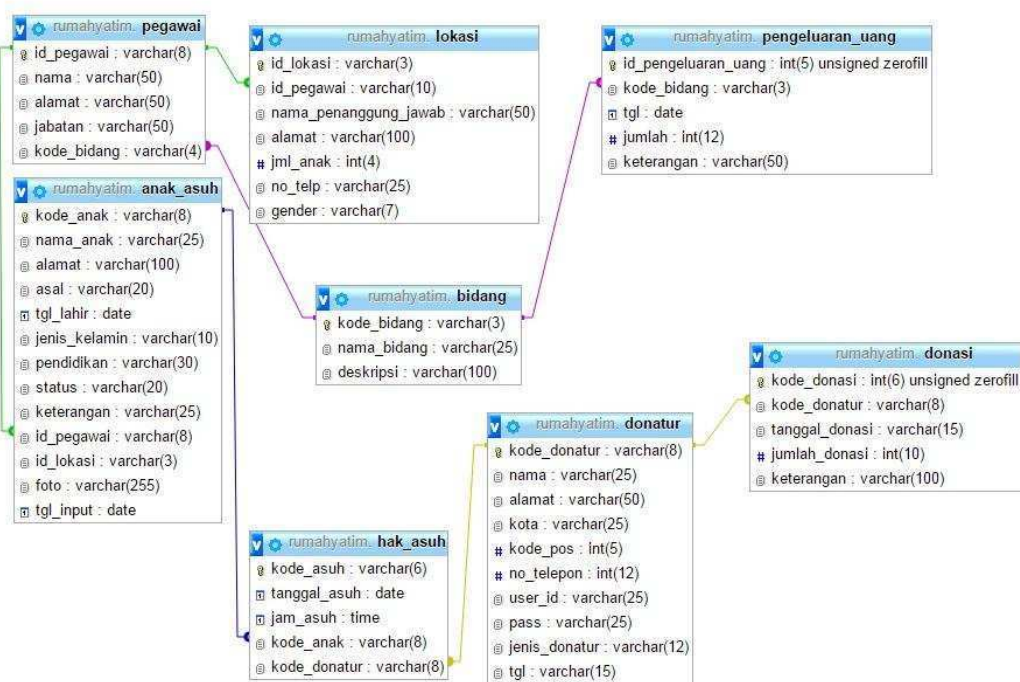 rumahyatim. pegawai
id_pegawai : varchar(8)
nama : varchar(50)
alamat : varchar(50)
jabatan : varchar(50)
kode_bidang : varchar(4)
rumahyatim. lokasi
id_lokasi : varchar(3)
id_pegawai : varchar(10)
nama_penanggung_jawab : varchar(50)
alamat : varchar(100)
# jml_anak : int(4)
no_telp : varchar(25)
gender : varchar(7)
rumahyatim. pengeluaran_uang
id_pengeluaran_uang : int(5) unsigned zerofill
kode_bidang : varchar(3)
tgl : date
# jumlah : int(12)
keterangan : varchar(50)
rumahyatim. anak_asuh
kode_anak : varchar(8)
nama_anak : varchar(25)
alamat : varchar(100)
asal : varchar(20)
tgl_lahir : date
jenis_kelamin : varchar(10)
pendidikan : varchar(30)
status : varchar(20)
keterangan : varchar(25)
id_pegawai : varchar(8)
id_lokasi : varchar(3)
foto : varchar(255)
tgl_input : date
rumahyatim. bidang
kode_bidang : varchar(3)
nama_bidang : varchar(25)
deskripsi : varchar(100)
rumahyatim. donasi
kode_donasi : int(6) unsigned zerofill
kode_donatur : varchar(8)
tanggal_donasi : varchar(15)
# jumlah_donasi : int(10)
keterangan : varchar(100)
rumahyatim. donatur
kode_donatur : varchar(8)
nama : varchar(25)
alamat : varchar(50)
kota : varchar(25)
# kode_pos : int(5)
# no_telepon : int(12)
user_id : varchar(25)
pass : varchar(25)
jenis_donatur : varchar(12)
tgl : varchar(15)
rumahyatim. hak_asuh
kode_asuh : varchar(6)
tanggal_asuh : date
jam_asuh : time
kode_anak : varchar(8)
kode_donatur : varchar(8)